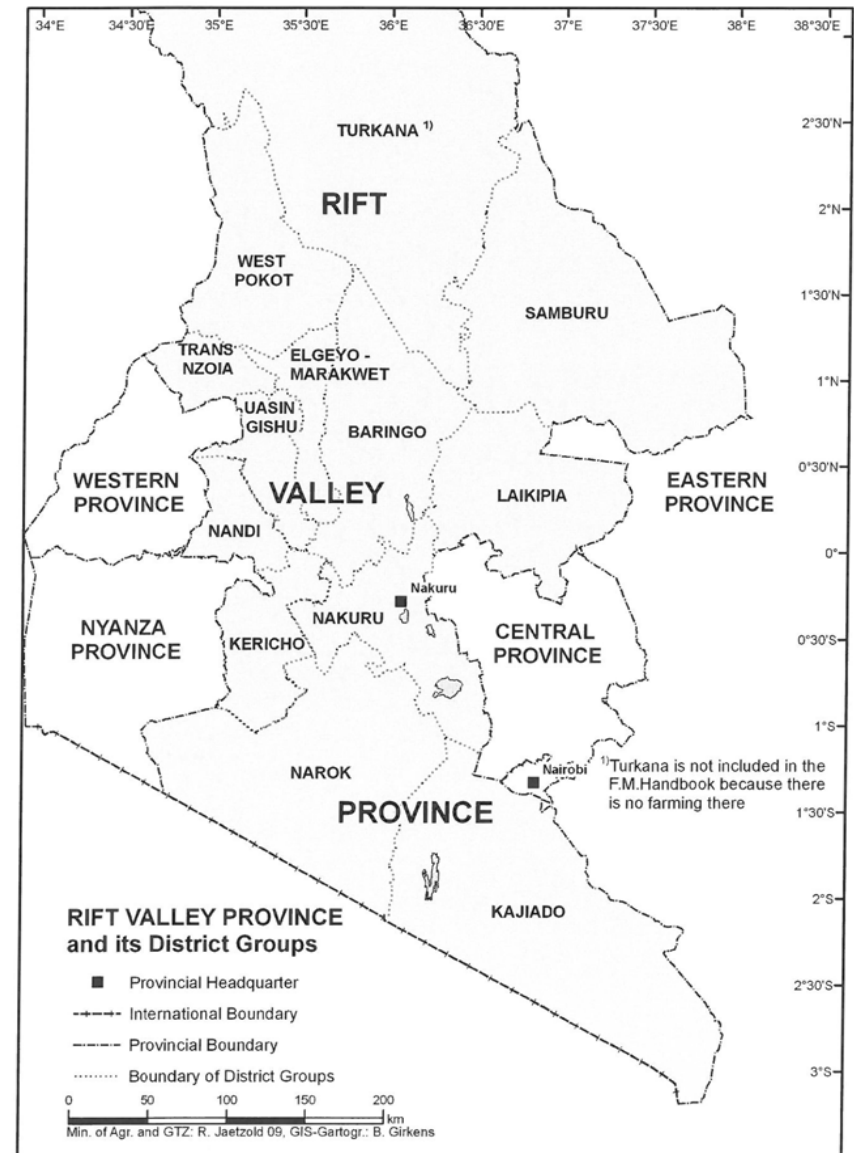 34°E
34°30'E
35°E
35°30'E
36°E
36°30'E
37°E
37°30'E
38°E
38°30'E
2°30'N
2°N
1°30'N
1°N
0°30'N
0°
0°30'S
1°S
1°30'S
2°S
2°30'S
3°S
TURKANA 1)
RIFT
WEST
POKOT
SAMBURU
TRANS
NZOIA
ELGEYO -
MARAKWET
UASIN
GISHU
BARINGO
WESTERN
PROVINCE
VALLEY
LAIKIPIA
EASTERN
PROVINCE
NANDI
Nakuru
NAKURU
NYANZA
PROVINCE
KERICHO
CENTRAL
PROVINCE
NAROK
Nairobi
1)Turkana is not included in the
F.M.Handbook because there
is no farming there
PROVINCE
KAJIADO
RIFT VALLEY PROVINCE
and its District Groups
Provincial Headquarter
International Boundary
Provincial Boundary
Boundary of District Groups
0 50 100 150 200
km
Min. of Agr. and GTZ: R. Jaetzold 09, GIS-Gartogr.: B. Girkens